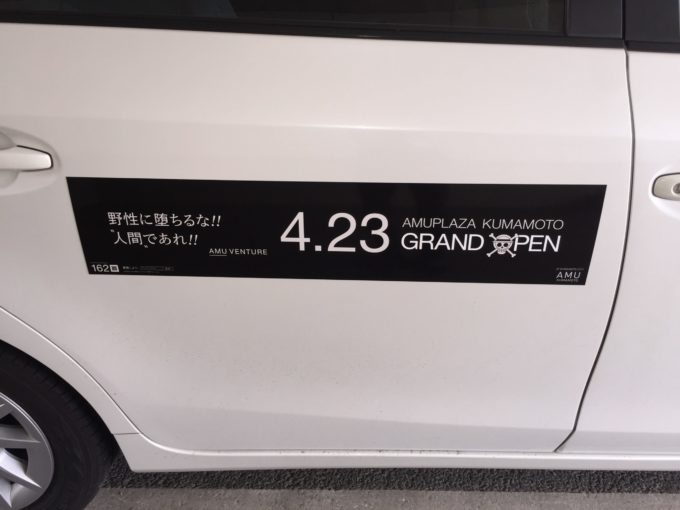 野性に堕ちるな!!
"人間"であれ!!
AMU VENTURE
4.23
AMUPLAZA KUMAMOTO
GRAND OPEN
162
AMU